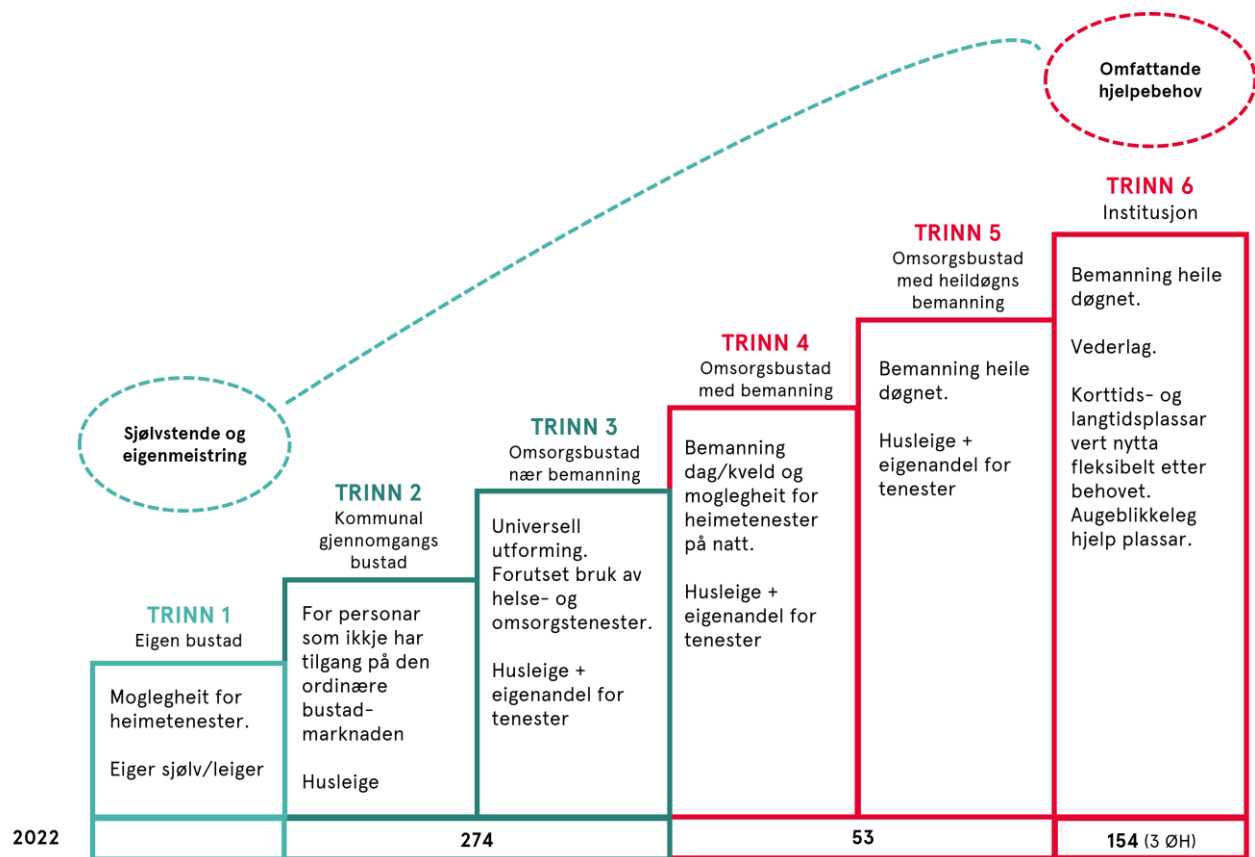 Omfattande
hjelpebehov
Sjølvstende og
eigenmeistring
TRINN 1
Eigen bustad
Moglegheit for
heimetenester.
Eiger sjølv/leiger
TRINN 2
Kommunal
gjennomgangs
bustad
For personar
som ikkje har
tilgang på den
ordinære
bustad-
marknaden
Husleige
TRINN 3
Omsorgsbustad
nær bemanning
Universell
utforming.
Forutset bruk av
helse- og
omsorgstenester.
Husleige +
eigenandel for
tenester
TRINN 4
Omsorgsbustad
med bemanning
Bemanning
dag/kveld og
moglegheit for
heimetenester
på natt.
Husleige +
eigenandel for
tenester
TRINN 5
Omsorgsbustad
med heildøgns
bemanning
Bemanning heile
døgnet.
Husleige +
eigenandel for
tenester
TRINN 6
Institusjon
Bemanning heile
døgnet.
Vederlag.
Korttids- og
langtidsplassar
vert nytta
fleksibelt etter
behovet.
Augeblikkeleg
hjelp plassar.
2022
274
53
154 (3 ØH)